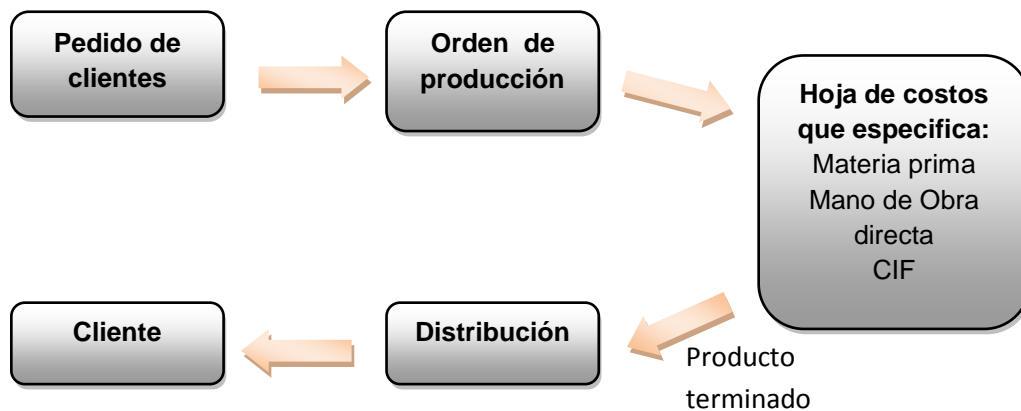 Pedido de
clientes
Orden de
producción
Hoja de costos
que especifica:
Materia prima
Mano de Obra
directa
CIF
Producto
terminado
Distribución
Cliente